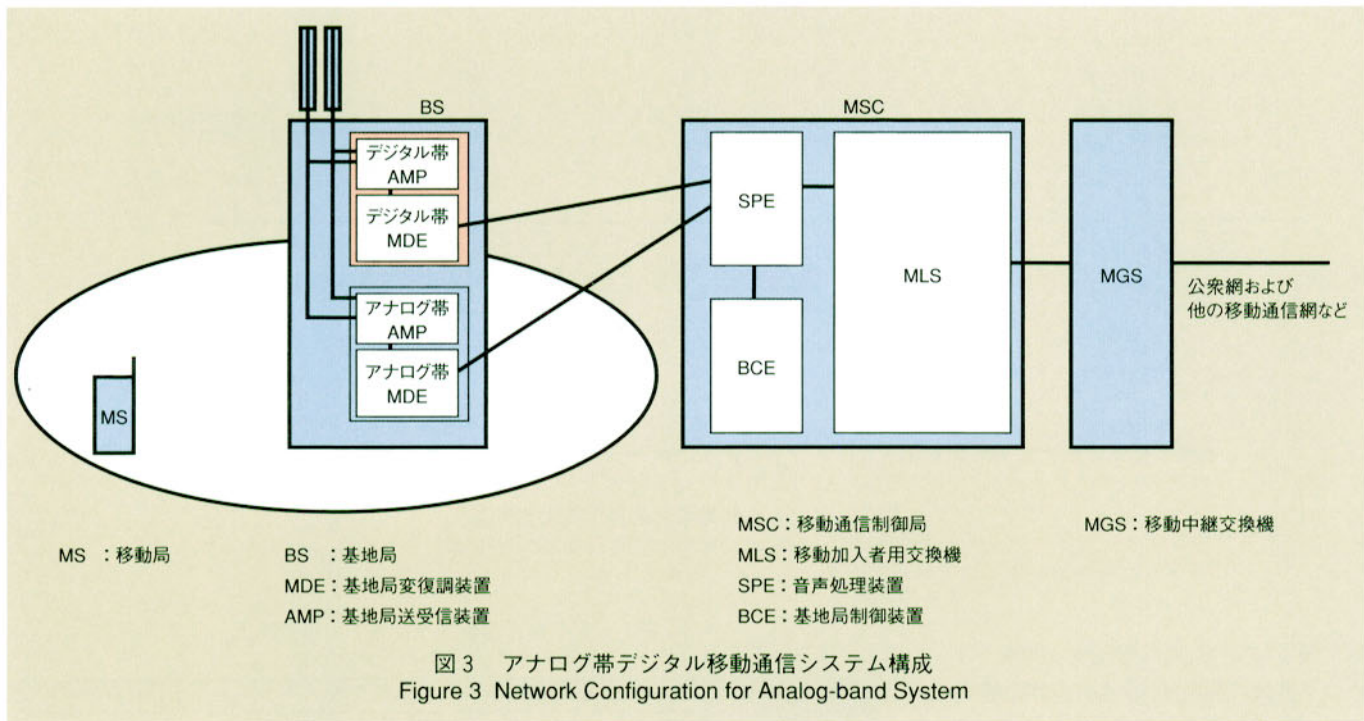 BS
MSC
デジタル帯
AMP
デジタル帯
MDE
アナログ帯
AMP
アナログ帯
MDE
MS
SPE
BCE
MLS
MGS
公衆網および
他の移動通信網など
MS ：移動局
BS ：基地局
MDE：基地局変復調装置
AMP：基地局送受信装置
MSC：移動通信制御局
MLS：移動加入者用交換機
SPE：音声処理装置
BCE：基地局制御装置
MGS：移動中継交換機
図3 アナログ帯デジタル移動通信システム構成
Figure 3 Network Configuration for Analog-band System